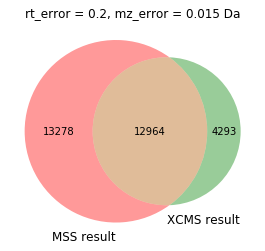 rt_error = 0.2, mz_error = 0.015 Da
13278
12964
4293
XCMS result
MSS result